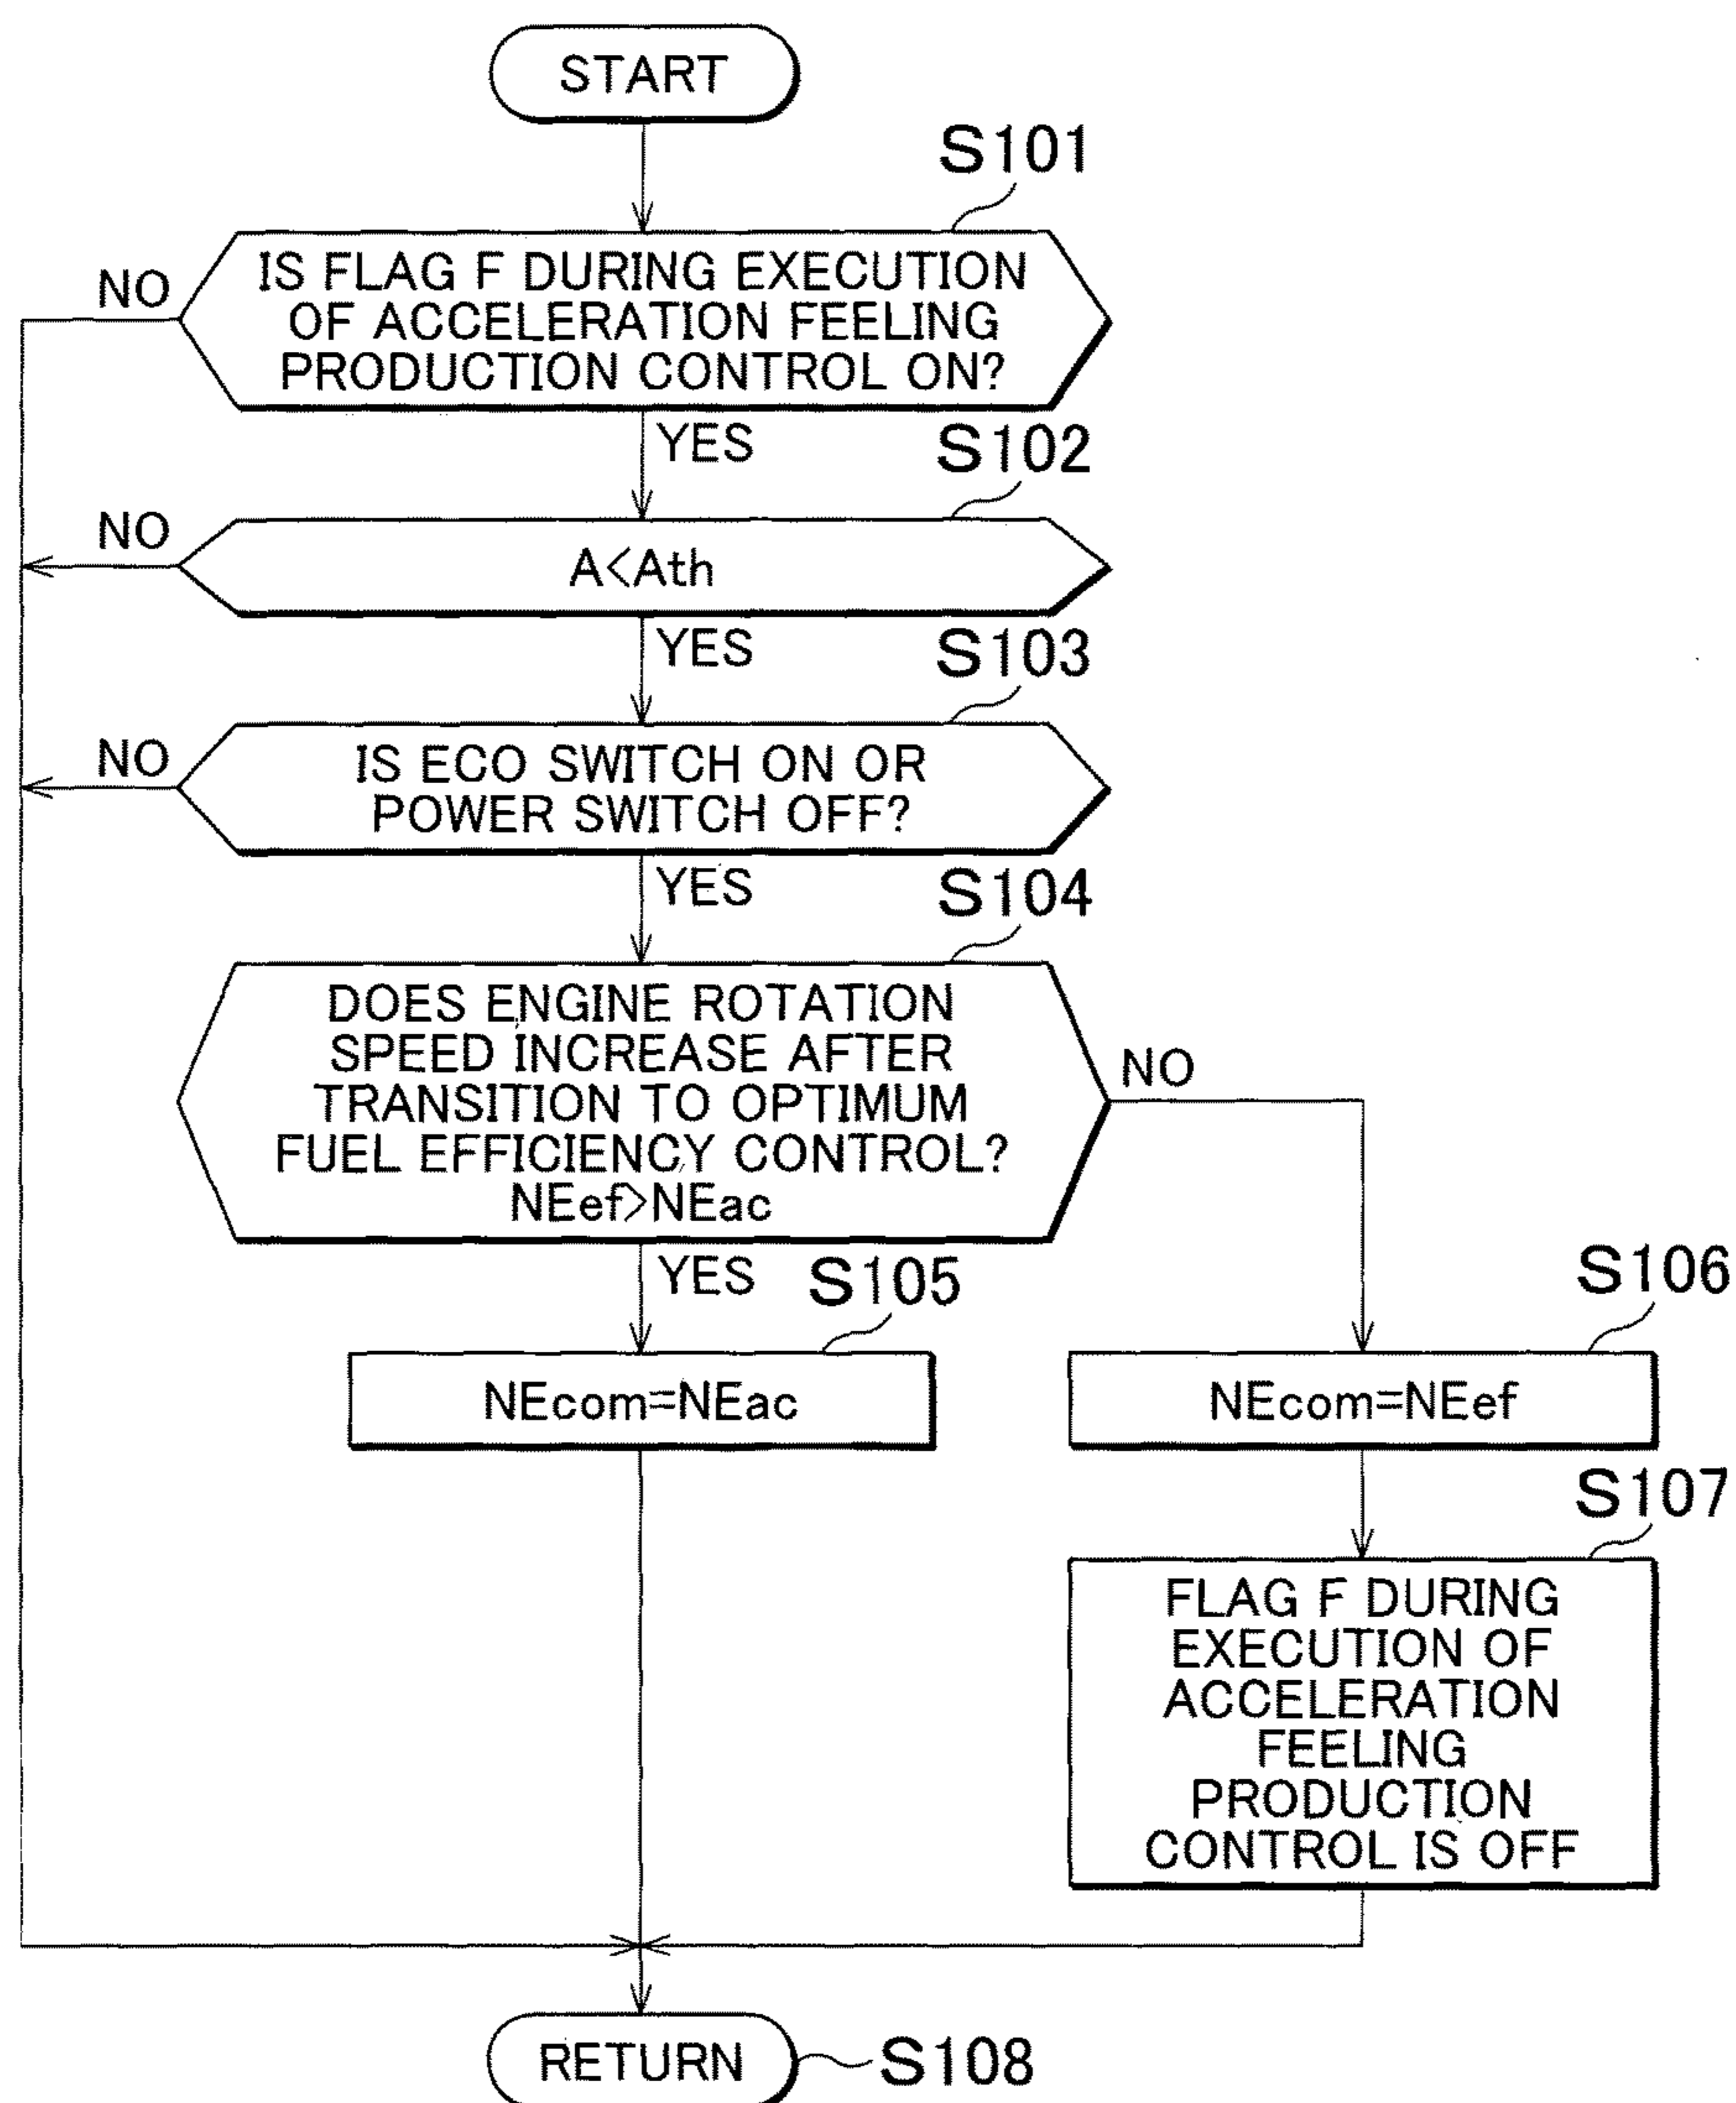 START
S101
IS FLAG F DURING EXECUTION
OF ACCELERATION FEELING
PRODUCTION CONTROL ON?
NO
YES
S102
NO
A<Ath
YES
S103
NO
IS ECO SWITCH ON OR
POWER SWITCH OFF?
YES
S104
DOES ENGINE ROTATION
SPEED INCREASE AFTER
TRANSITION TO OPTIMUM
FUEL EFFICIENCY CONTROL?
NEef>NEac
NO
YES
S105
S106
NEcom=NEac
NEcom=NEef
S107
FLAG F DURING
EXECUTION OF
ACCELERATION
FEELING
PRODUCTION
CONTROL IS OFF
RETURN
S108